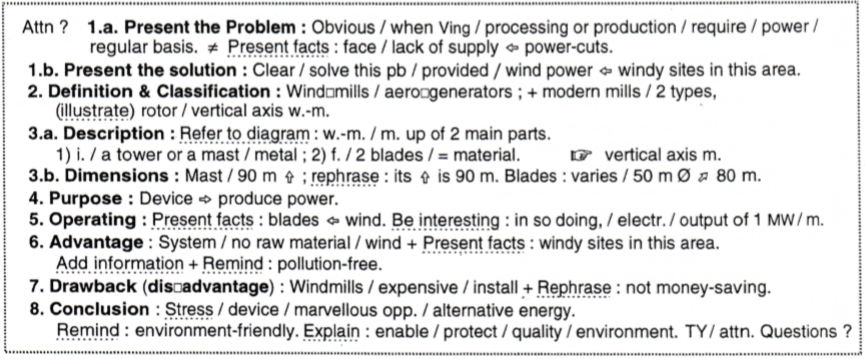 Attn ? 1.a. Present the Problem : Obvious / when Ving / processing or production / require / power /
regular basis. ≠ Present facts : face / lack of supply ⇦ power-cuts.
1.b. Present the solution : Clear / solve this pb / provided / wind power ⇦ windy sites in this area.
2. Definition & Classification : Wind□mills / aero□generators ; + modern mills / 2 types,
(illustrate) rotor / vertical axis w.-m.
3.a. Description : Refer to diagram : w.-m. / m. up of 2 main parts.
1) i. / a tower or a mast / metal ; 2) f. / 2 blades / = material. ☞ vertical axis m.
3.b. Dimensions : Mast / 90 m ⇧ ; rephrase : its ⇧ is 90 m. Blades : varies / 50 m Ø ⇄ 80 m.
4. Purpose : Device ⇨ produce power.
5. Operating : Present facts : blades ⇦ wind. Be interesting : in so doing, / electr. / output of 1 MW / m.
6. Advantage : System / no raw material / wind + Present facts : windy sites in this area.
Add information + Remind : pollution-free.
7. Drawback (dis□advantage) : Windmills / expensive / install + Rephrase : not money-saving.
8. Conclusion : Stress / device / marvellous opp. / alternative energy.
Remind : environment-friendly. Explain : enable / protect / quality / environment. TY / attn. Questions ?